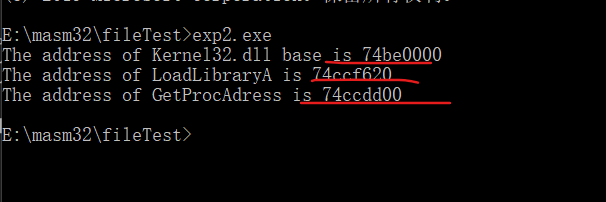 E:\masm32\fileTest>exp2.exe
The address of Kernel32.dll base is 74be0000
The address of LoadLibraryA is 74ccf620
The address of GetProcAdress is 74ccdd00
E:\masm32\fileTest>